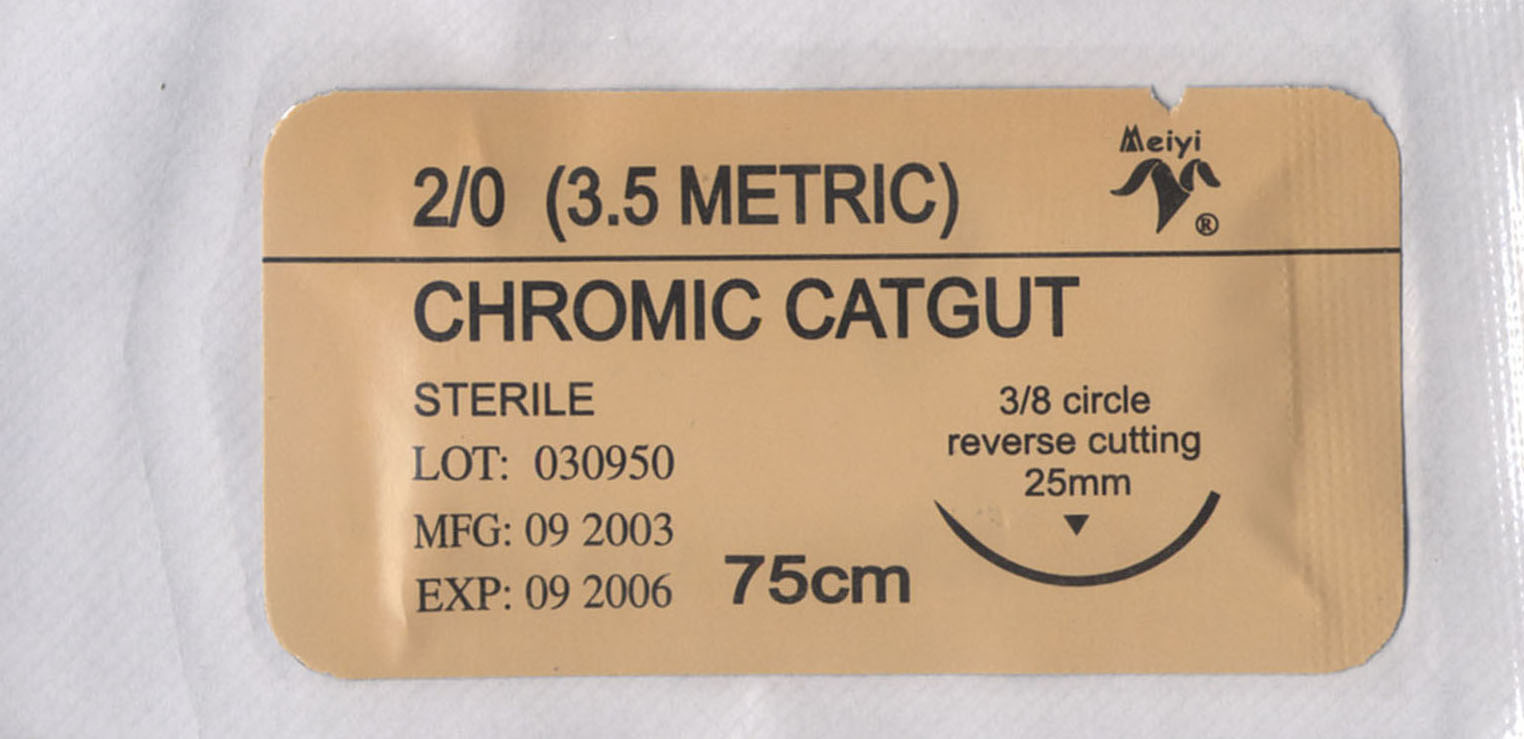 Meiyi
®
2/0 (3.5 METRIC)
CHROMIC CATGUT
STERILE
LOT: 030950
MFG: 09 2003
EXP: 09 2006
75cm
3/8 circle
reverse cutting
25mm